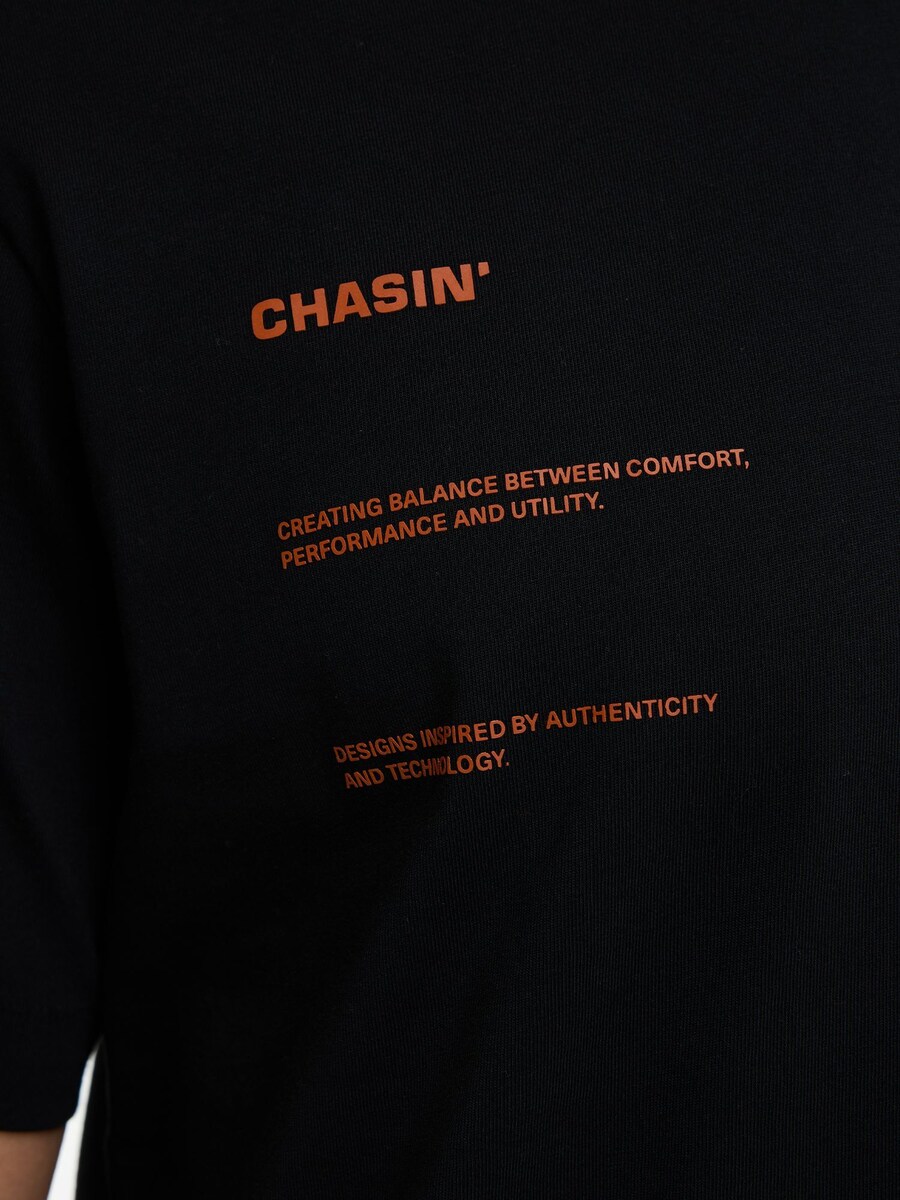 CHASIN'
CREATING BALANCE BETWEEN COMFORT,
PERFORMANCE AND UTILITY.
DESIGNS INSPIRED BY AUTHENTICITY
AND TECHNOLOGY.